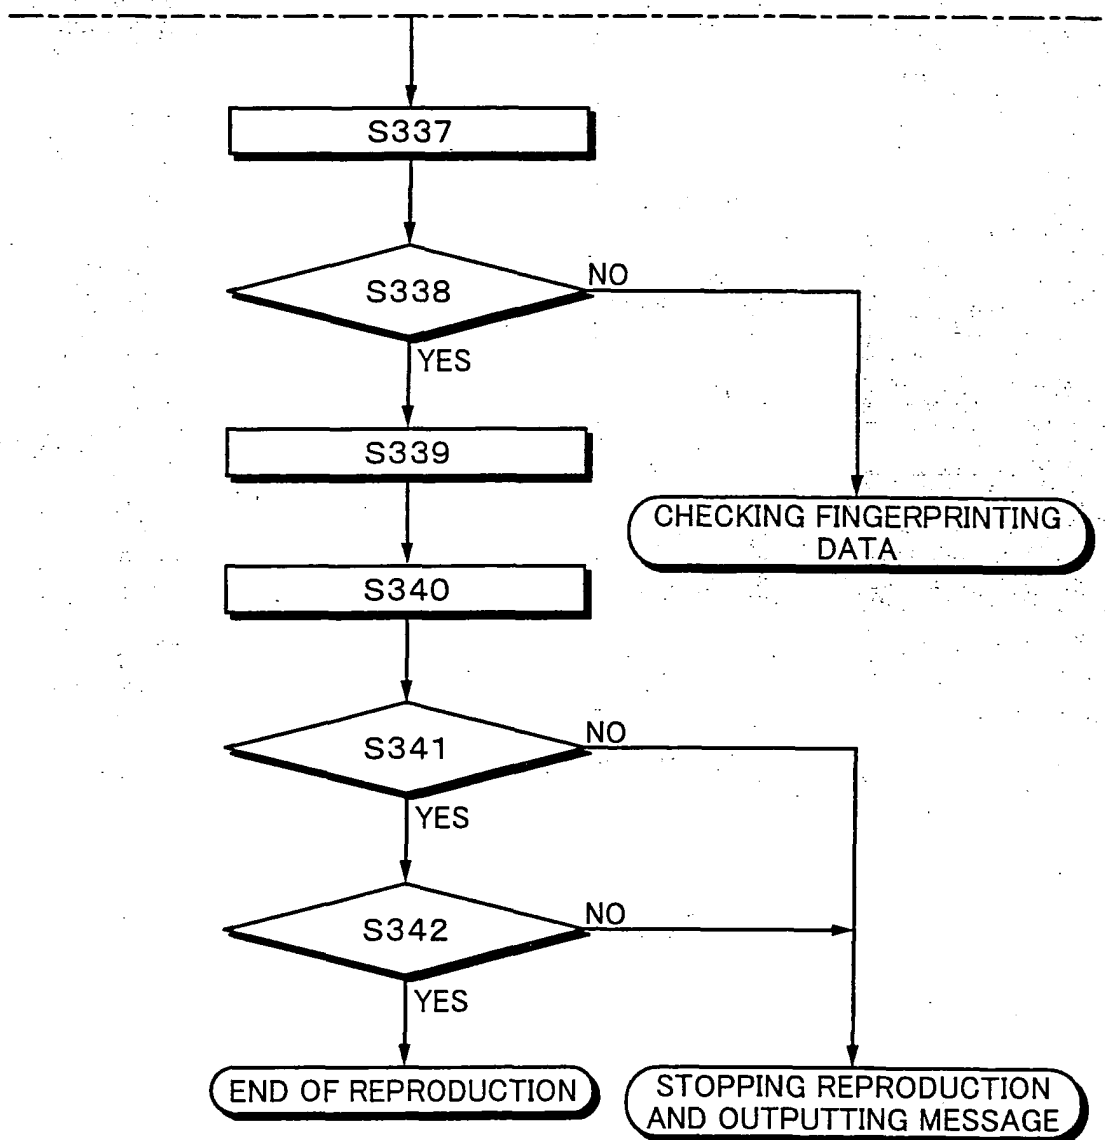 S337
S338
NO
YES
S339
CHECKING FINGERPRINTING
DATA
S340
S341
NO
YES
S342
NO
YES
END OF REPRODUCTION
STOPPING REPRODUCTION
AND OUTPUTTING MESSAGE